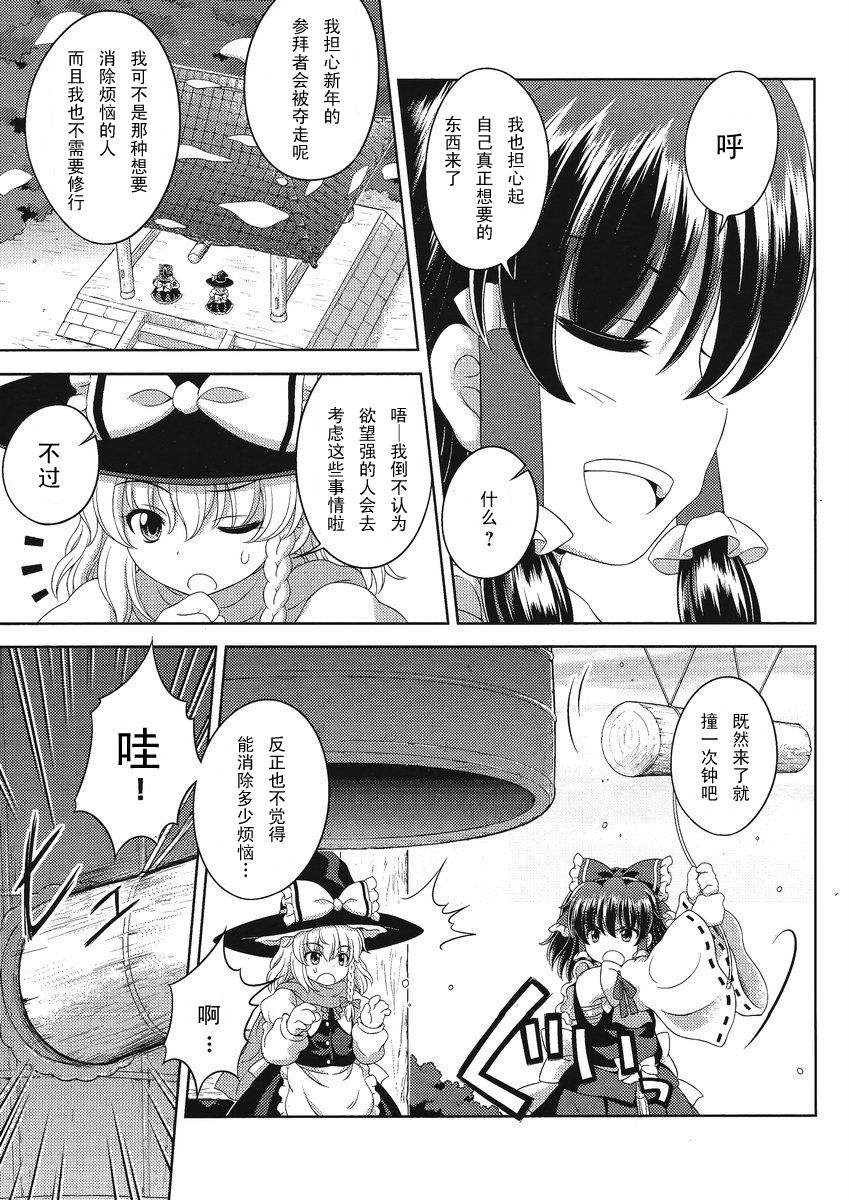 呼
我也担心起
自己真正想要的
东西来了
我担心新年的
参拜者会被夺走呢
我可不是那种想要
消除烦恼的人
而且我也不需要修行
什么？
唔—我倒不认为
欲望强的人会去
考虑这些事情啦
不过
既然来了就
撞一次钟吧
ぐぐ
反正也不觉得
能消除多少烦恼…
啊…
哇！